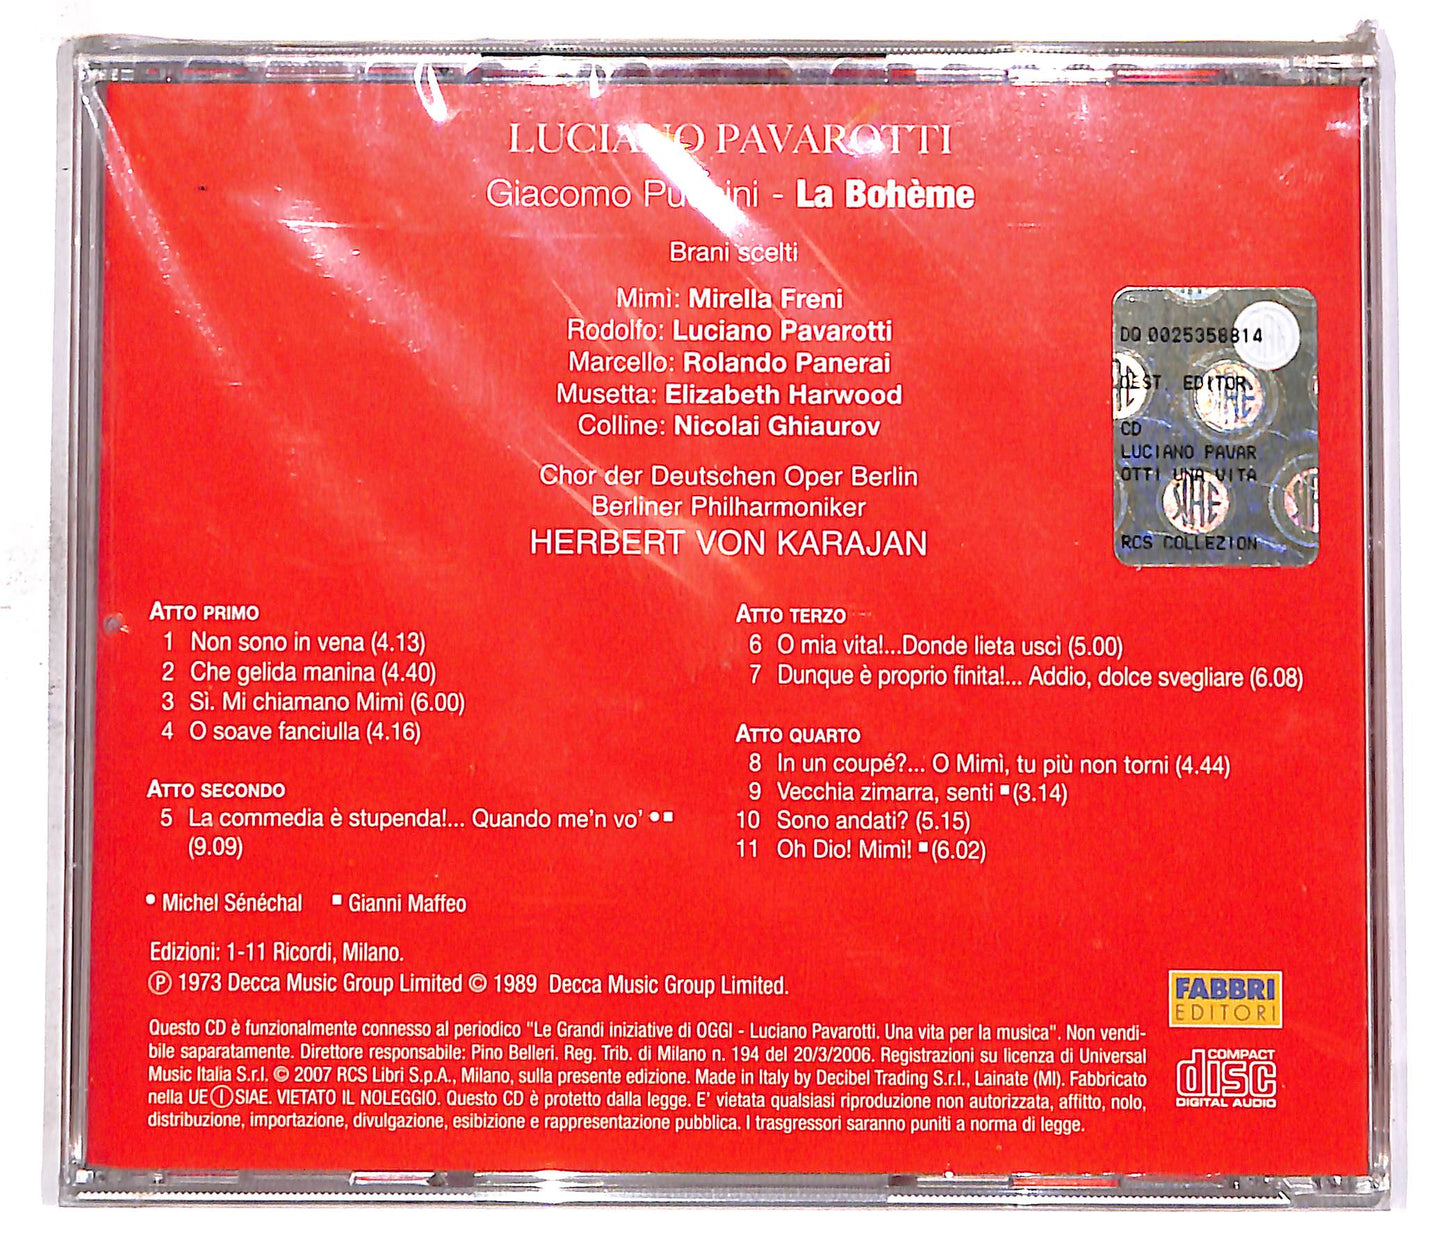 LUCIANO PAVAROTTI
Giacomo Puccini - La Bohème
Brani scelti
Mimì: Mirella Freni
Rodolfo: Luciano Pavarotti
Marcello: Rolando Panerai
Musetta: Elizabeth Harwood
Colline: Nicolai Ghiaurov
Chor der Deutschen Oper Berlin
Berliner Philharmoniker
HERBERT VON KARAJAN
DQ 0025358814
DEST. EDITOR
CD
LUCIANO PAVAR
OTTI UNA VITA
RCS COLLEZION
ATTO PRIMO
1 Non sono in vena (4.13)
2 Che gelida manina (4.40)
3 Sì. Mi chiamano Mimì (6.00)
4 O soave fanciulla (4.16)
ATTO SECONDO
5 La commedia è stupenda!... Quando me'n vo' ●■
(9.09)
ATTO TERZO
6 O mia vita!...Donde lieta uscì (5.00)
7 Dunque è proprio finita!... Addio, dolce svegliare (6.08)
ATTO QUARTO
8 In un coupé?... O Mimì, tu più non torni (4.44)
9 Vecchia zimarra, senti ■ (3.14)
10 Sono andati? (5.15)
11 Oh Dio! Mimì! ■ (6.02)
● Michel Sénéchal ■ Gianni Maffeo
Edizioni: 1-11 Ricordi, Milano.
℗ 1973 Decca Music Group Limited © 1989 Decca Music Group Limited.
Questo CD è funzionalmente connesso al periodico "Le Grandi iniziative di OGGI - Luciano Pavarotti. Una vita per la musica". Non vendi-
bile saparatamente. Direttore responsabile: Pino Belleri. Reg. Trib. di Milano n. 194 del 20/3/2006. Registrazioni su licenza di Universal
Music Italia S.r.l. © 2007 RCS Libri S.p.A., Milano, sulla presente edizione. Made in Italy by Decibel Trading S.r.l., Lainate (MI). Fabbricato
nella UE Ⓘ SIAE. VIETATO IL NOLEGGIO. Questo CD è protetto dalla legge. E' vietata qualsiasi riproduzione non autorizzata, affitto, nolo,
distribuzione, importazione, divulgazione, esibizione e rappresentazione pubblica. I trasgressori saranno puniti a norma di legge.
FABBRI
EDITORI
COMPACT
disc
DIGITAL AUDIO